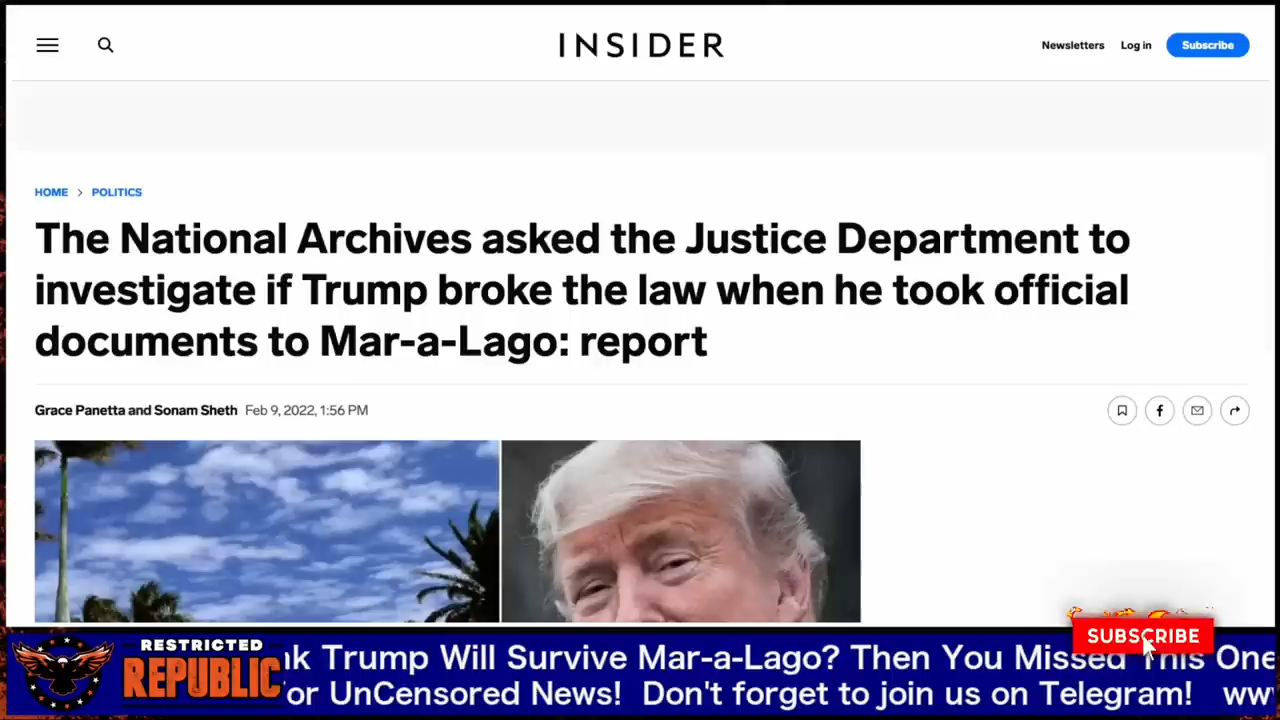 INSIDER
Newsletters Log in Subscribe
HOME > POLITICS
The National Archives asked the Justice Department to
investigate if Trump broke the law when he took official
documents to Mar-a-Lago: report
Grace Panetta and Sonam Sheth Feb 9, 2022, 1:56 PM
SUBSCRIBE
RESTRICTED
REPUBLIC
Trump Will Survive Mar-a-Lago? Then You Missed This One
or UnCensored News! Don't forget to join us on Telegram!